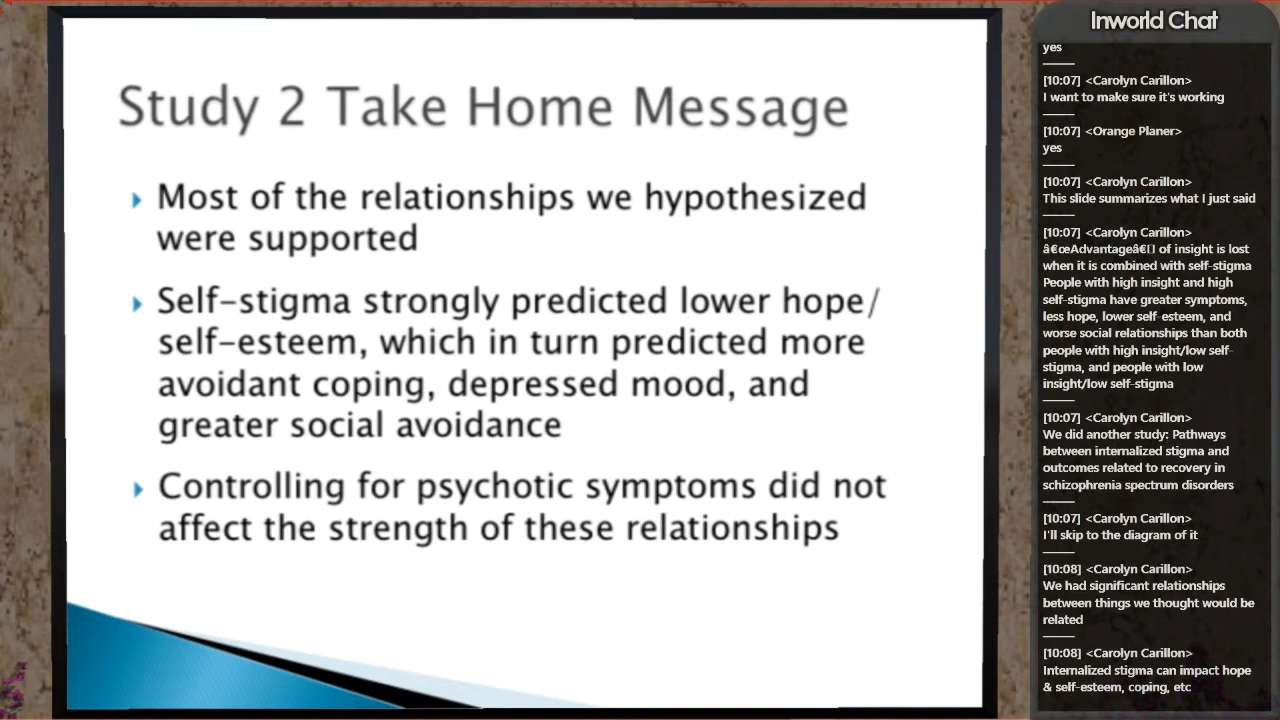 Study 2 Take Home Message
Most of the relationships we hypothesized
were supported
Self-stigma strongly predicted lower hope/
self-esteem, which in turn predicted more
avoidant coping, depressed mood, and
greater social avoidance
Controlling for psychotic symptoms did not
affect the strength of these relationships
Inworld Chat
yes
[10:07] <Carolyn Carillon>
I want to make sure it's working
[10:07] <Orange Planer>
yes
[10:07] <Carolyn Carillon>
This slide summarizes what I just said
[10:07] <Carolyn Carillon>
“Advantageâ€▯ of insight is lost
when it is combined with self-stigma
People with high insight and high
self-stigma have greater symptoms,
less hope, lower self-esteem, and
worse social relationships than both
people with high insight/low self-
stigma, and people with low
insight/low self-stigma
[10:07] <Carolyn Carillon>
We did another study: Pathways
between internalized stigma and
outcomes related to recovery in
schizophrenia spectrum disorders
[10:07] <Carolyn Carillon>
I'll skip to the diagram of it
[10:08] <Carolyn Carillon>
We had significant relationships
between things we thought would be
related
[10:08] <Carolyn Carillon>
Internalized stigma can impact hope
& self-esteem, coping, etc